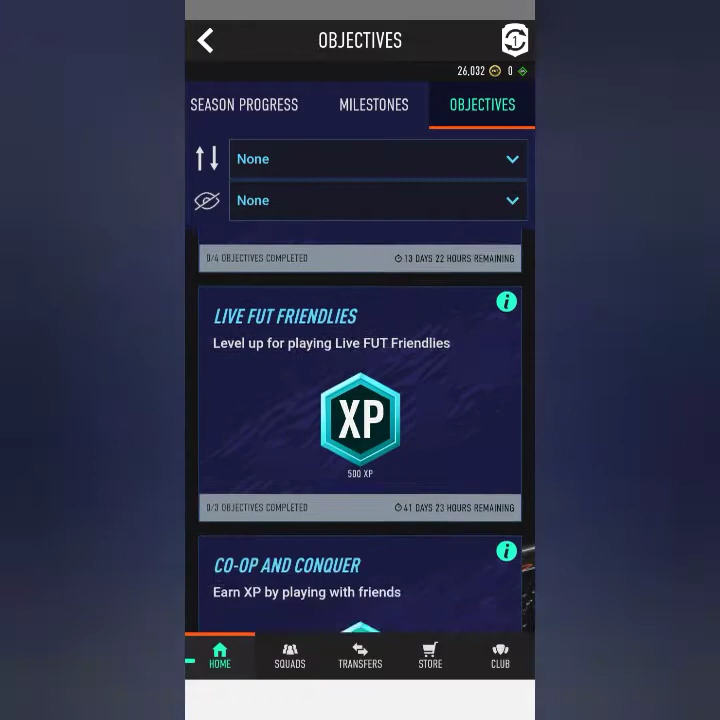 OBJECTIVES
1
26,032 0
SEASON PROGRESS MILESTONES OBJECTIVES
None
None
0/4 OBJECTIVES COMPLETED 13 DAYS 22 HOURS REMAINING
LIVE FUT FRIENDLIES
Level up for playing Live FUT Friendlies
XP
500 XP
0/3 OBJECTIVES COMPLETED 41 DAYS 23 HOURS REMAINING
CO-OP AND CONQUER
Earn XP by playing with friends
HOME SQUADS TRANSFERS STORE CLUB